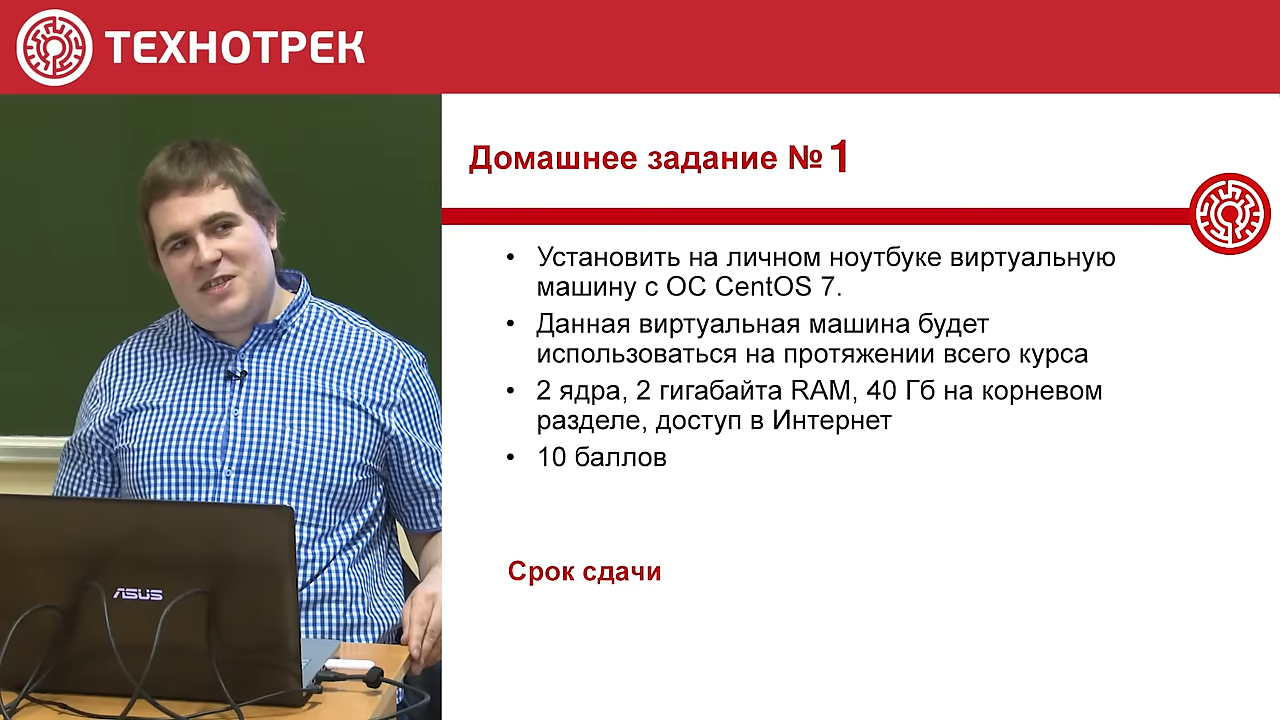 ТЕХНОТРЕК
Домашнее задание № 1
• Установить на личном ноутбуке виртуальную
машину с ОС CentOS 7.
• Данная виртуальная машина будет
использоваться на протяжении всего курса
• 2 ядра, 2 гигабайта RAM, 40 Гб на корневом
разделе, доступ в Интернет
• 10 баллов
Срок сдачи
ASUS